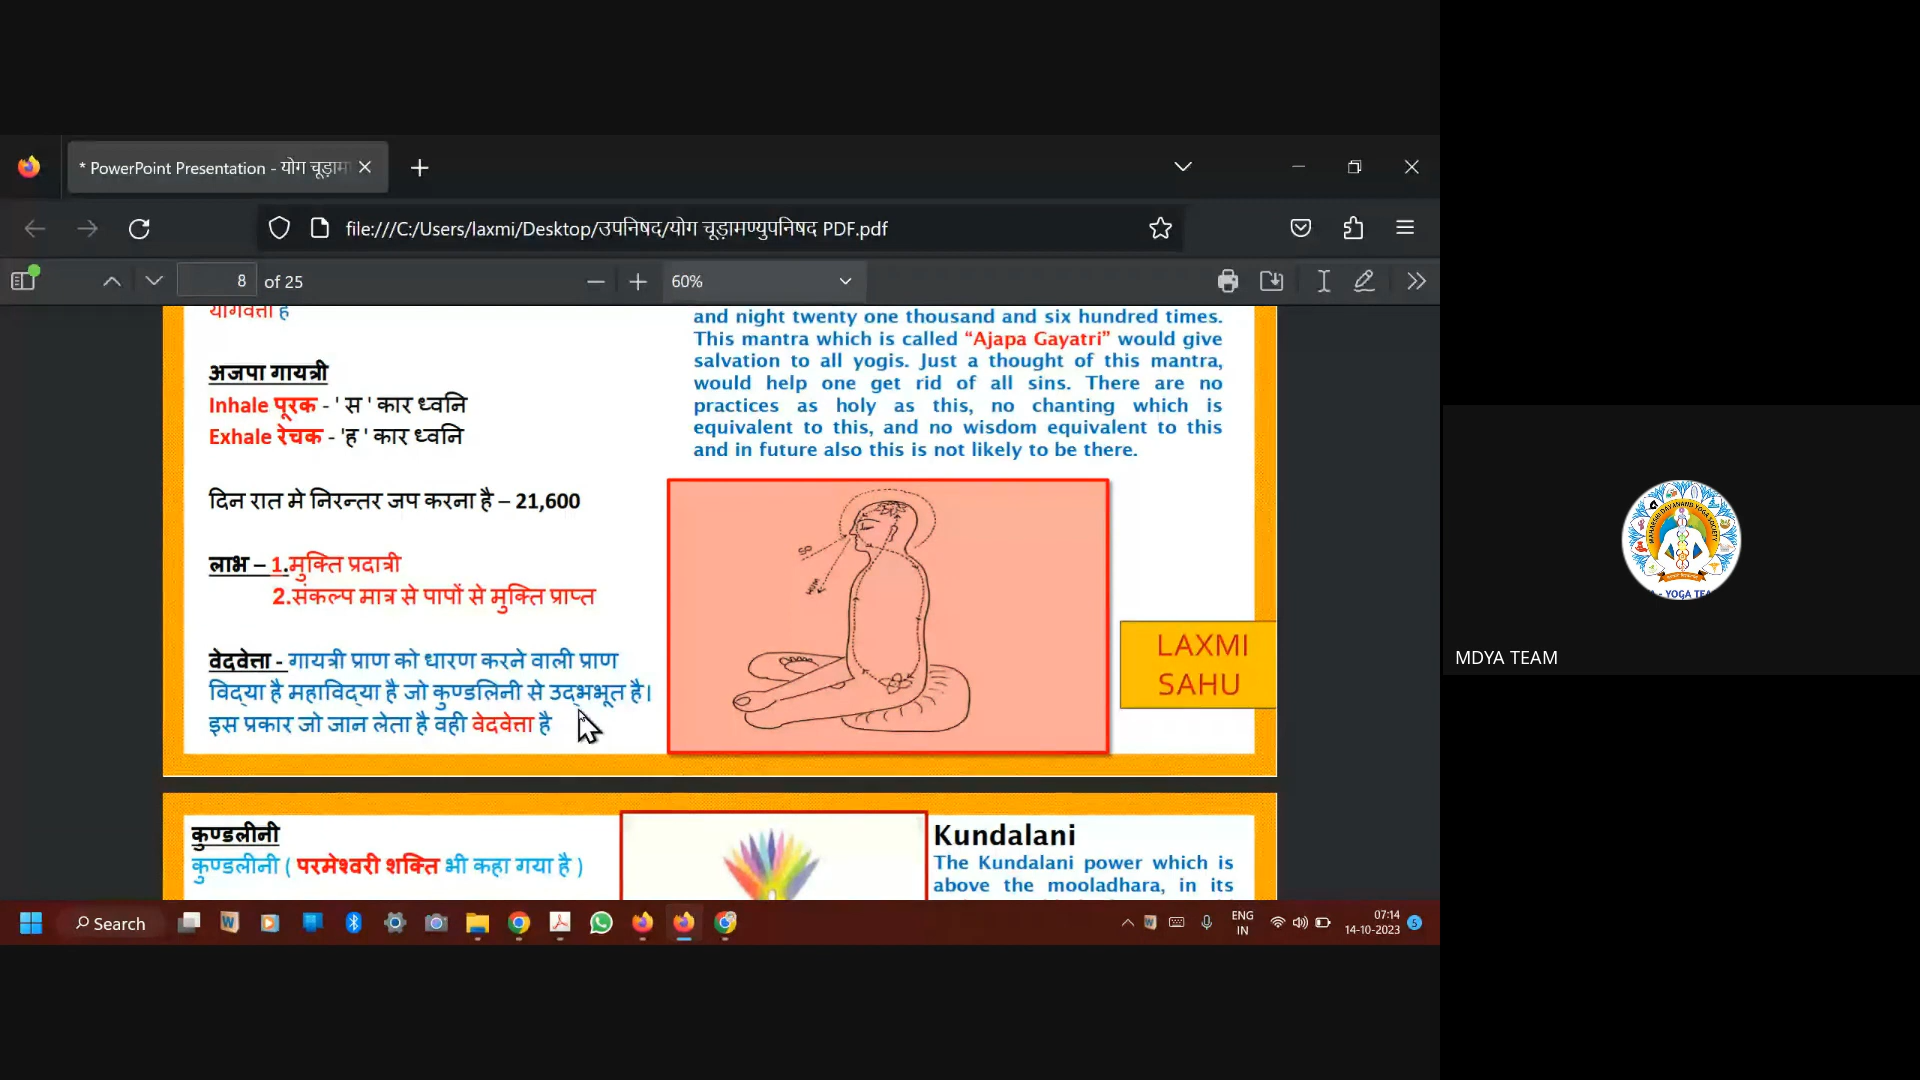 * PowerPoint Presentation - योग चूड़ाम
file:///C:/Users/laxmi/Desktop/उपनिषद/योग चूड़ामण्युपनिषद PDF.pdf
8 of 25
60%
योगवेत्ता है
अजपा गायत्री
Inhale पूरक - ' स ' कार ध्वनि
Exhale रेचक - 'ह ' कार ध्वनि
दिन रात मे निरन्तर जप करना है – 21,600
लाभ – 1.मुक्ति प्रदात्री
2.संकल्प मात्र से पापों से मुक्ति प्राप्त
वेदवेत्ता - गायत्री प्राण को धारण करने वाली प्राण
विद्या है महाविद्या है जो कुण्डलिनी से उद्भभूत है।
इस प्रकार जो जान लेता है वही वेदवेत्ता है
and night twenty one thousand and six hundred times.
This mantra which is called “Ajapa Gayatri” would give
salvation to all yogis. Just a thought of this mantra,
would help one get rid of all sins. There are no
practices as holy as this, no chanting which is
equivalent to this, and no wisdom equivalent to this
and in future also this is not likely to be there.
LAXMI
SAHU
कुण्डलीनी
कुण्डलीनी ( परमेश्वरी शक्ति भी कहा गया है )
Kundalani
The Kundalani power which is
above the mooladhara, in its
Search
ENG
IN
07:14
14-10-2023
MAHARSHI DAYANAND YOGA SOCIETY
- YOGA TEA
MDYA TEAM